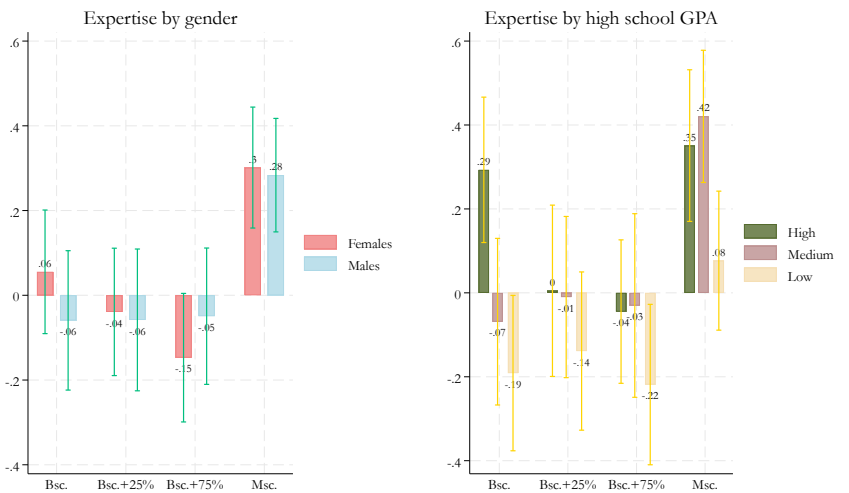 Expertise by gender
.6
.4
.2
0
-.2
-.4
.06
-.06
-.04
-.06
-.15
-.05
.3
.28
Bsc.
Bsc.+25%
Bsc.+75%
Msc.
Females
Males
Expertise by high school GPA
.6
.4
.2
0
-.2
-.4
.29
-.07
-.19
0
-.01
-.14
-.04
-.03
-.22
.35
.42
.08
Bsc.
Bsc.+25%
Bsc.+75%
Msc.
High
Medium
Low